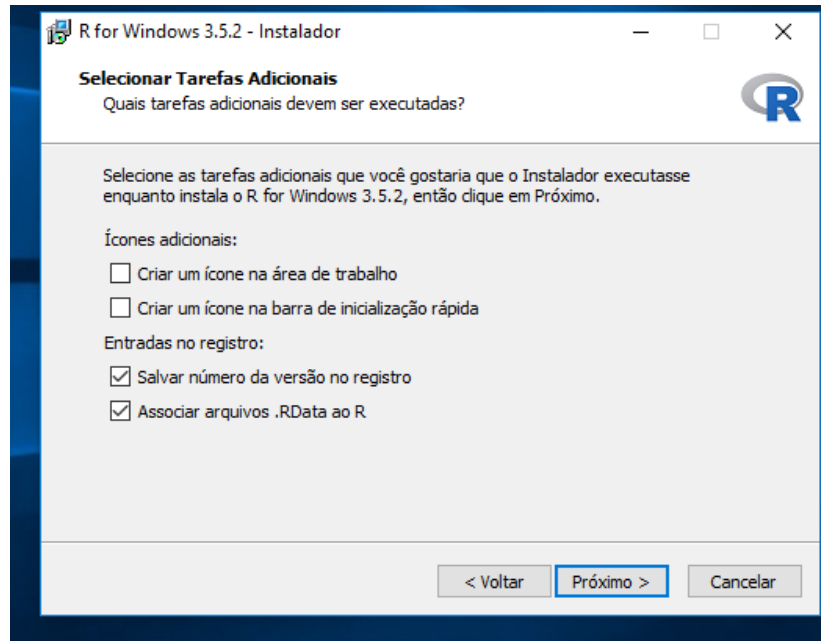 R for Windows 3.5.2 - Instalador
Selecionar Tarefas Adicionais
Quais tarefas adicionais devem ser executadas?
R
Selecione as tarefas adicionais que você gostaria que o Instalador executasse
enquanto instala o R for Windows 3.5.2, então clique em Próximo.
Ícones adicionais:
Criar um ícone na área de trabalho
Criar um ícone na barra de inicialização rápida
Entradas no registro:
Salvar número da versão no registro
Associar arquivos .RData ao R
< Voltar
Próximo >
Cancelar